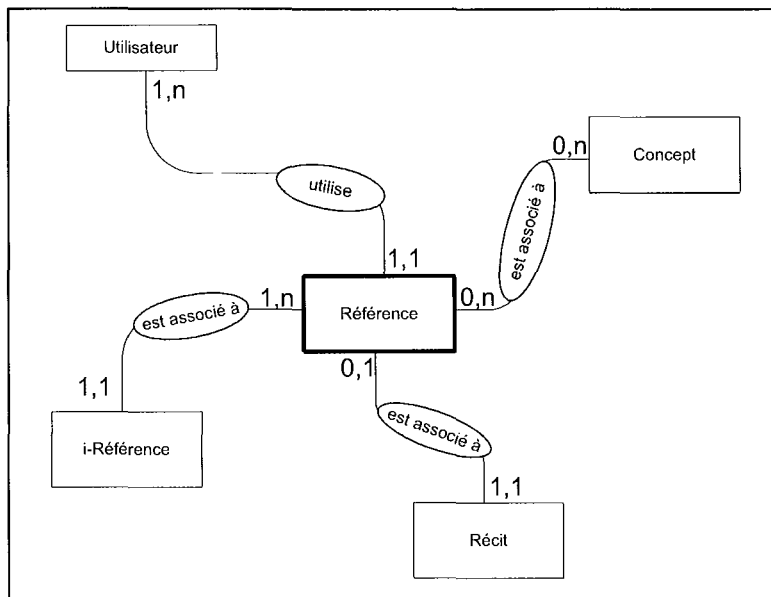 Utilisateur
1,n
0,n
Concept
utilise
est associé à
1,1
1,n
Référence
0,n
est associé à
0,1
1,1
est associé à
i-Référence
1,1
Récit